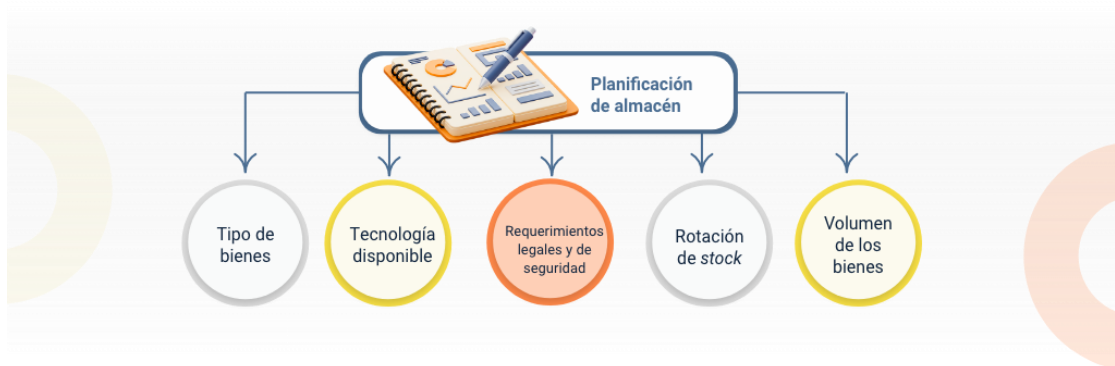 Planificación
de almacén
Tipo de
bienes
Tecnología
disponible
Requerimientos
legales y de
seguridad
Rotación
de stock
Volumen
de los
bienes